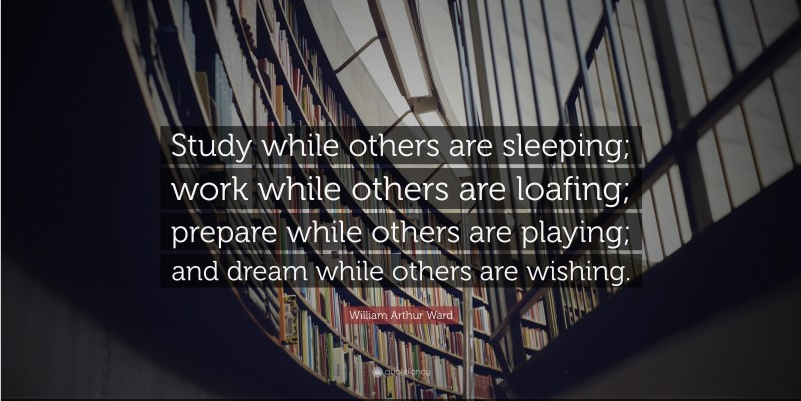 Study while others are sleeping;
work while others are loafing;
prepare while others are playing;
and dream while others are wishing.
William Arthur Ward
quotefancy